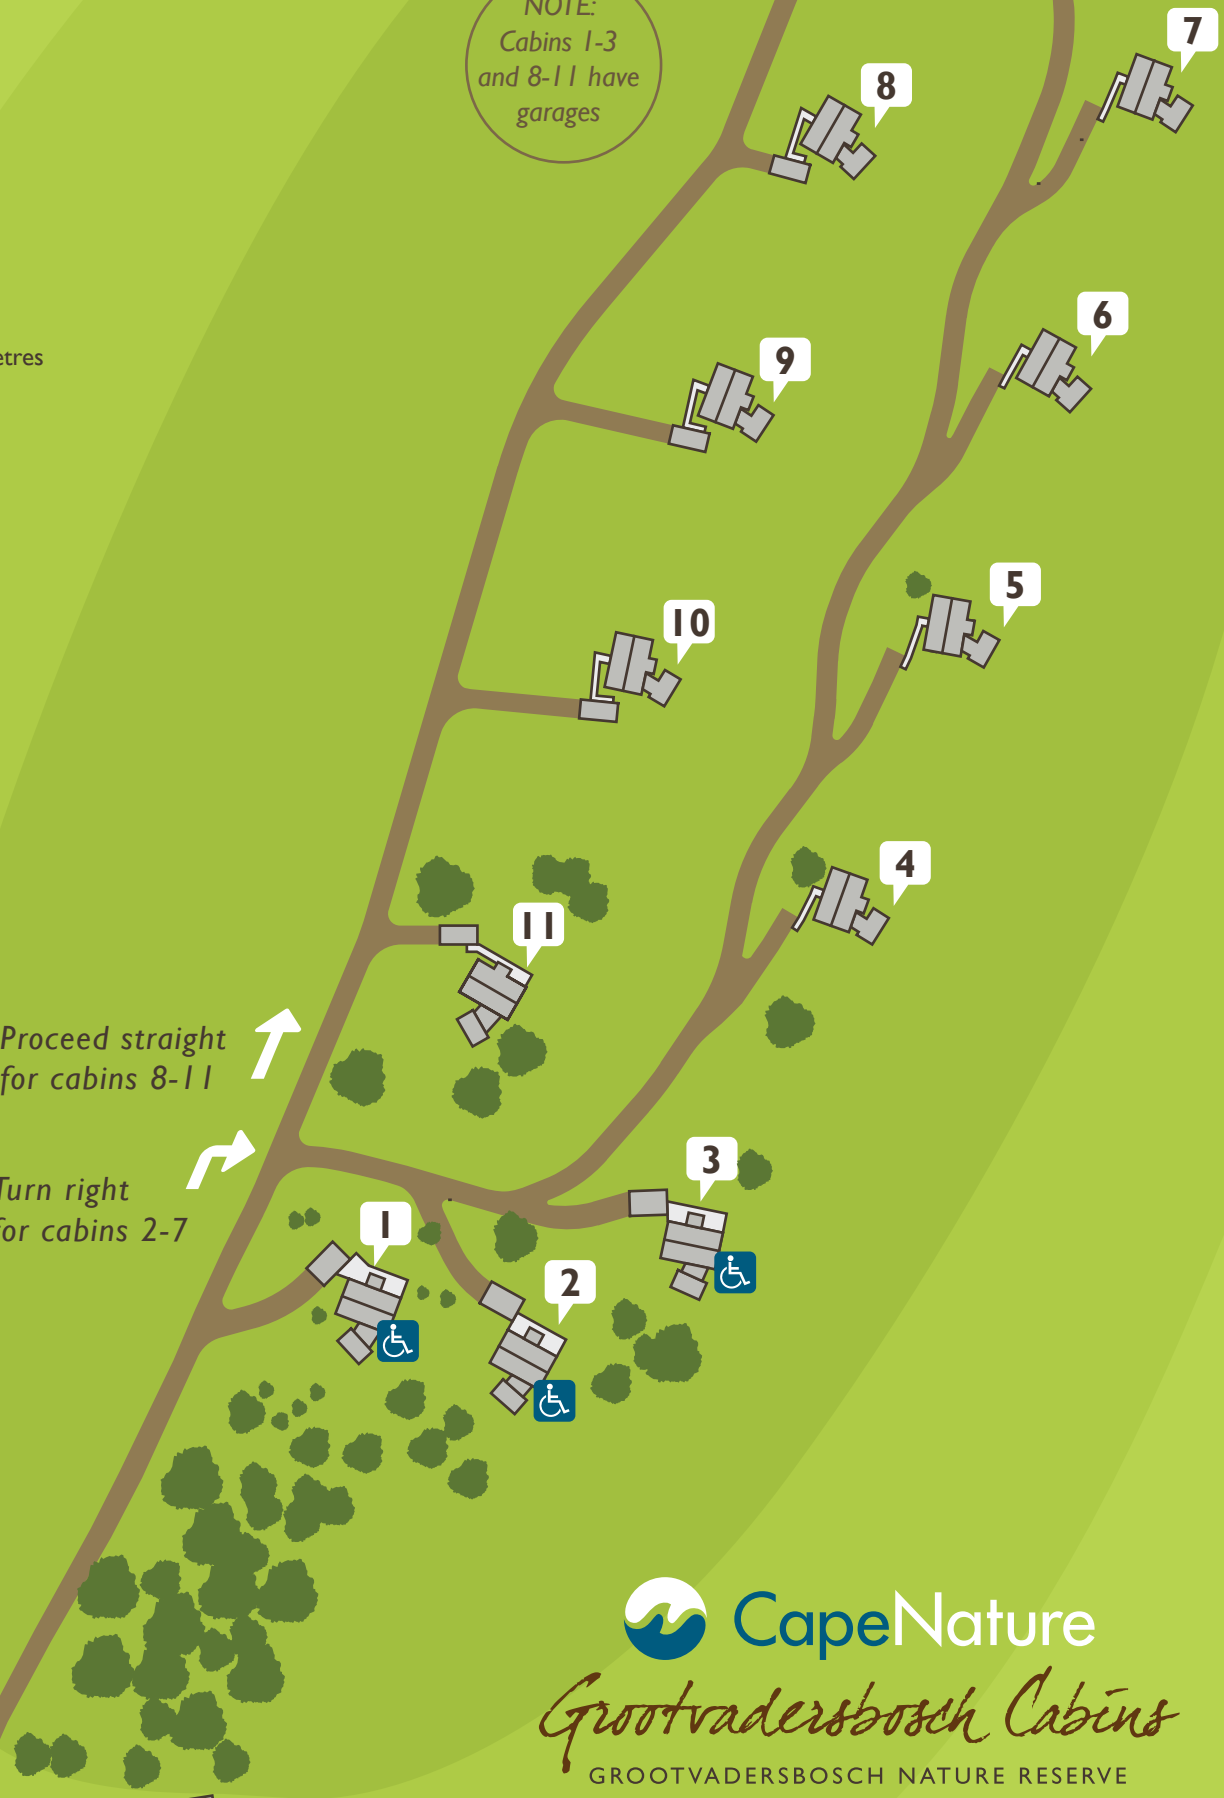 NOTE:
Cabins 1-3
and 8-11 have
garages
7
8
6
9
etres
5
10
4
11
Proceed straight
for cabins 8-11
3
Turn right
for cabins 2-7
1
2
CapeNature
Grootvadersbosch Cabins
GROOTVADERSBOSCH NATURE RESERVE